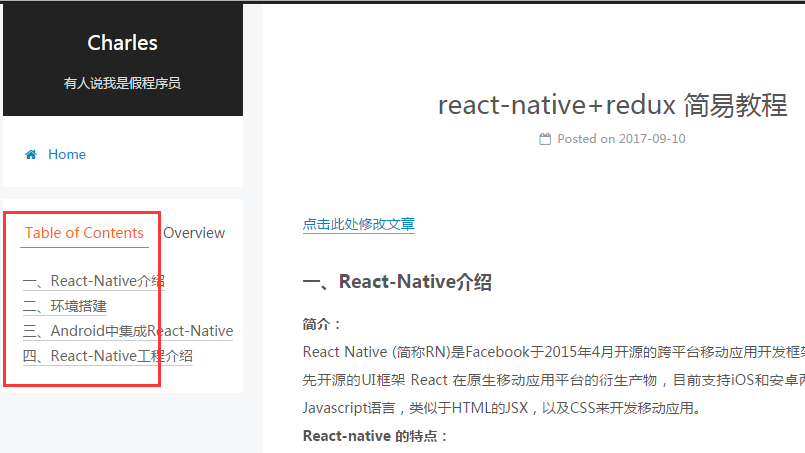 Charles
有人说我是假程序员
Home
Table of Contents
Overview
一、React-Native介绍
二、环境搭建
三、Android中集成React-Native
四、React-Native工程介绍
react-native+redux 简易教程
Posted on 2017-09-10
点击此处修改文章
一、React-Native介绍
简介：
React Native (简称RN)是Facebook于2015年4月开源的跨平台移动应用开发框架
先开源的UI框架 React 在原生移动应用平台的衍生产物，目前支持iOS和安卓两
Javascript语言，类似于HTML的JSX，以及CSS来开发移动应用。
React-native 的特点：